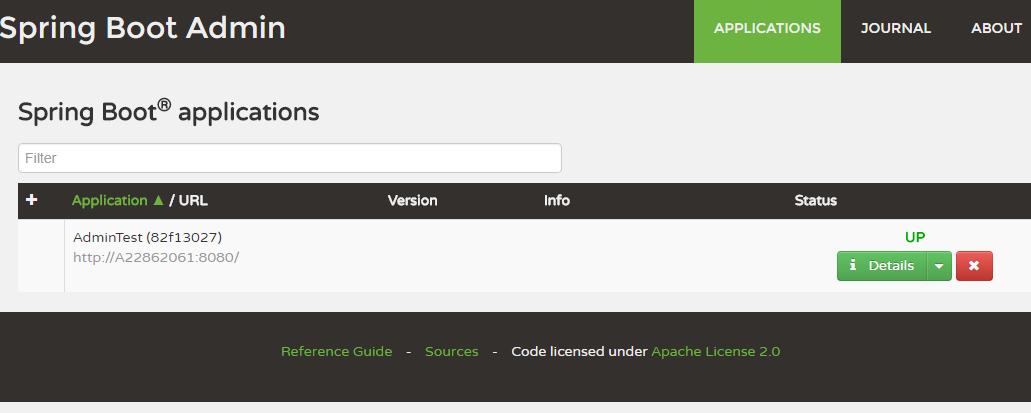 Spring Boot Admin
APPLICATIONS JOURNAL ABOUT
Spring Boot® applications
Filter
Application ▲ / URL Version Info Status
AdminTest (82f13027)
http://A22862061:8080/
UP
Details
Reference Guide - Sources - Code licensed under Apache License 2.0